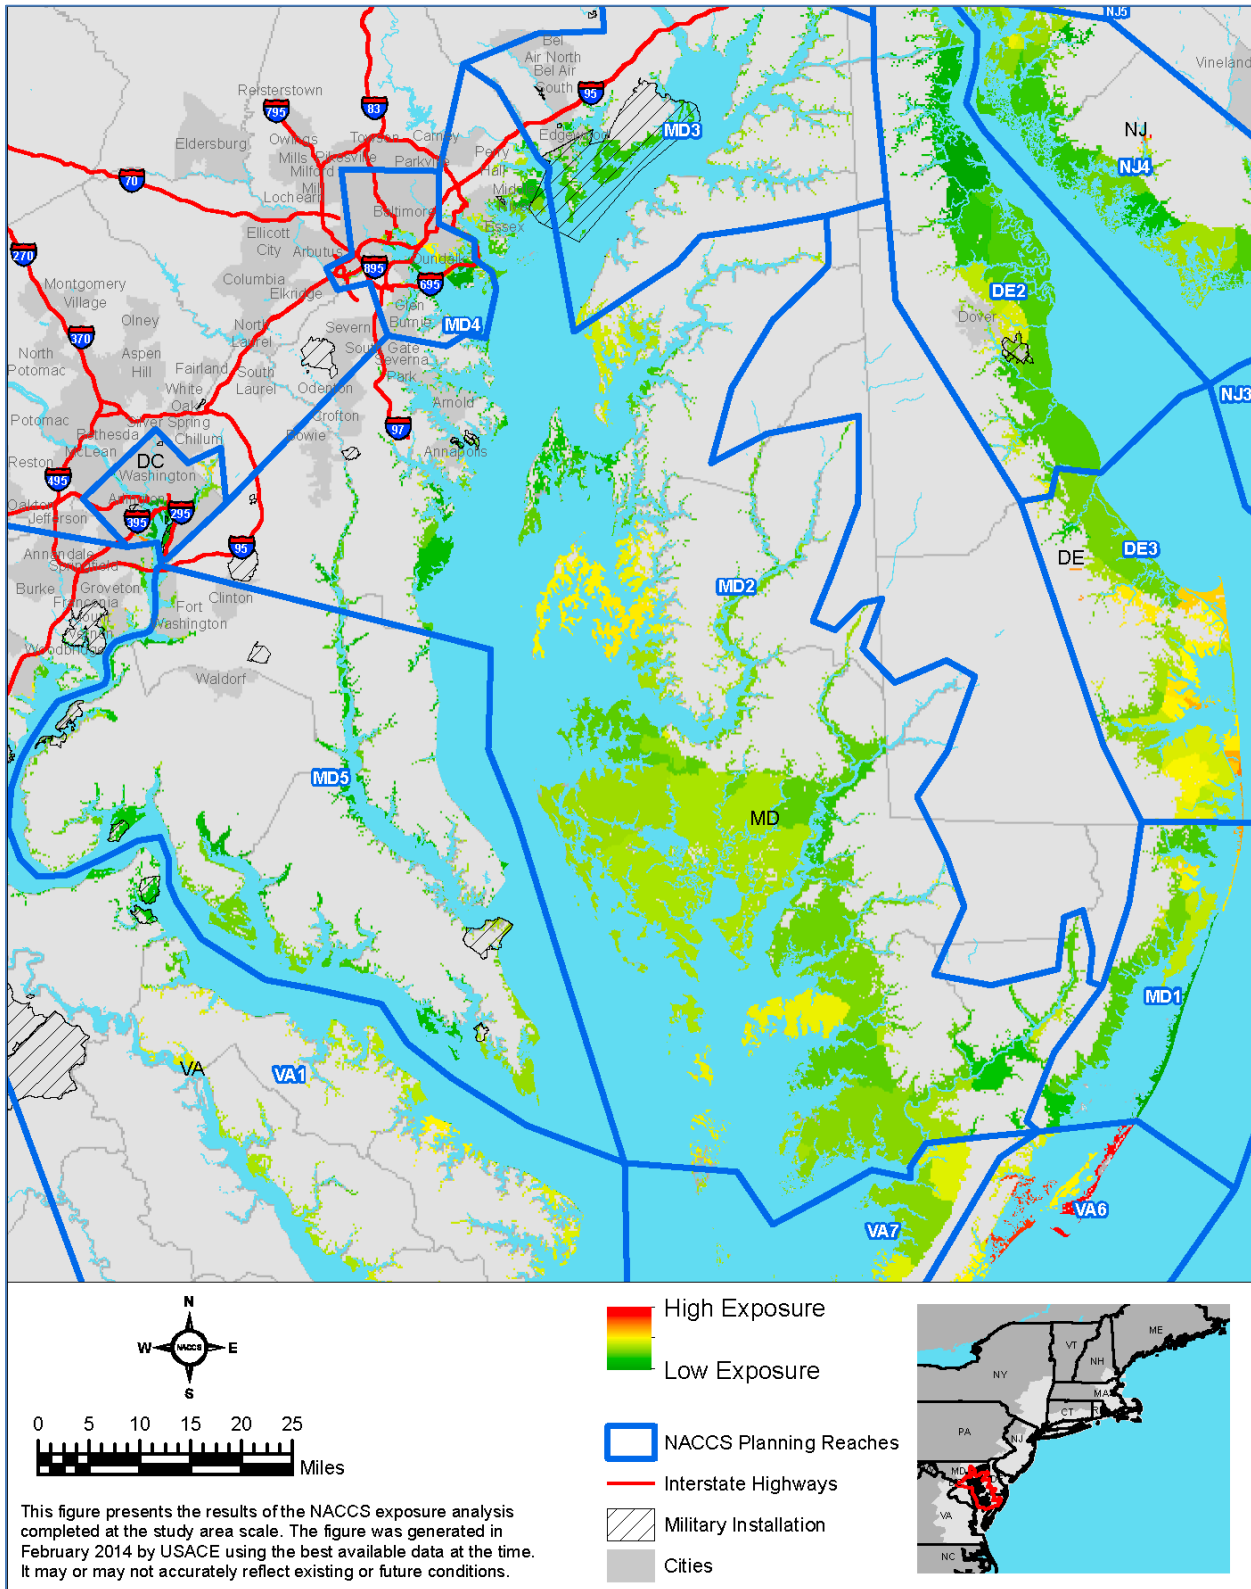 NJ5
Bel
Air North
Bel Air
South
Vineland
Reisterstown
95
795
83
MD3
NJ
Owings
Mills
Towson
Carney
Edgewood
Eldersburg
Pikesville
Parkville
Perry
Hall
Milford
Mill
NJ4
70
Lochearn
Middle
River
Baltimore
Essex
Ellicott
City
Arbutus
Dundalk
270
895
695
Columbia
Elkridge
DE2
Montgomery
Village
Glen
Burnie
MD4
Dover
Olney
North
Laurel
Severn
370
South Gate
Severna
Park
North
Potomac
Aspen
Hill
Fairland
South
Laurel
Odenton
NJ3
White
Oak
Arnold
Crofton
Potomac
Silver Spring
97
Bethesda
Chillum
Bowie
McLean
Annapolis
Reston
DC
Washington
495
Arlington
Oakton
Jefferson
395
295
95
DE3
Annandale
DE
Springfield
Burke
Groveton
Clinton
MD2
Franconia
Fort
Washington
Mount
Vernon
Woodbridge
Waldorf
MD5
MD
MD1
VA
VA1
VA6
VA7
N
W
NACCS
E
S
High Exposure
Low Exposure
0 5 10 15 20 25
Miles
NACCS Planning Reaches
Interstate Highways
Military Installation
Cities
This figure presents the results of the NACCS exposure analysis
completed at the study area scale. The figure was generated in
February 2014 by USACE using the best available data at the time.
It may or may not accurately reflect existing or future conditions.
ME
VT
NH
NY
MA
CT
PA
NJ
MD
VA
NC